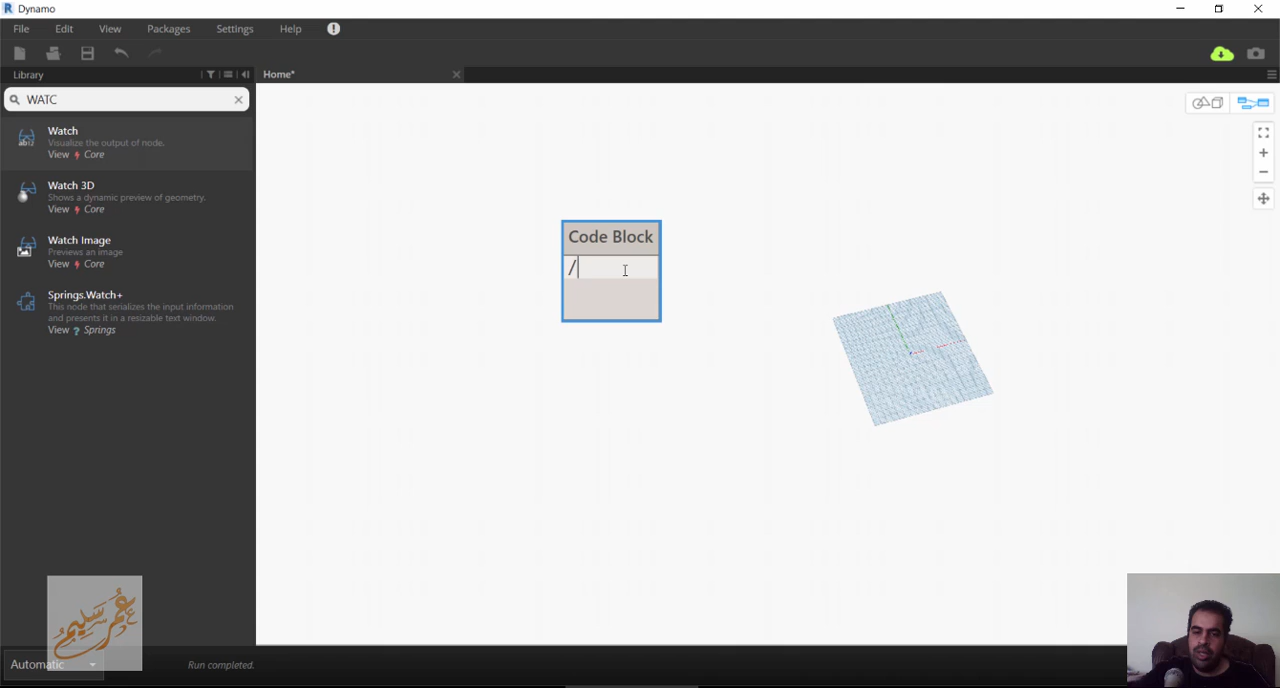 Dynamo
File Edit View Packages Settings Help
Library
Home*
WATC
Watch
Visualize the output of node.
View Core
Watch 3D
Shows a dynamic preview of geometry.
View Core
Watch Image
Previews an image
View Core
Springs.Watch+
This node that serializes the input information
and presents it in a resizable text window.
View ? Springs
Code Block
/
عمر سليم
Automatic
Run completed.